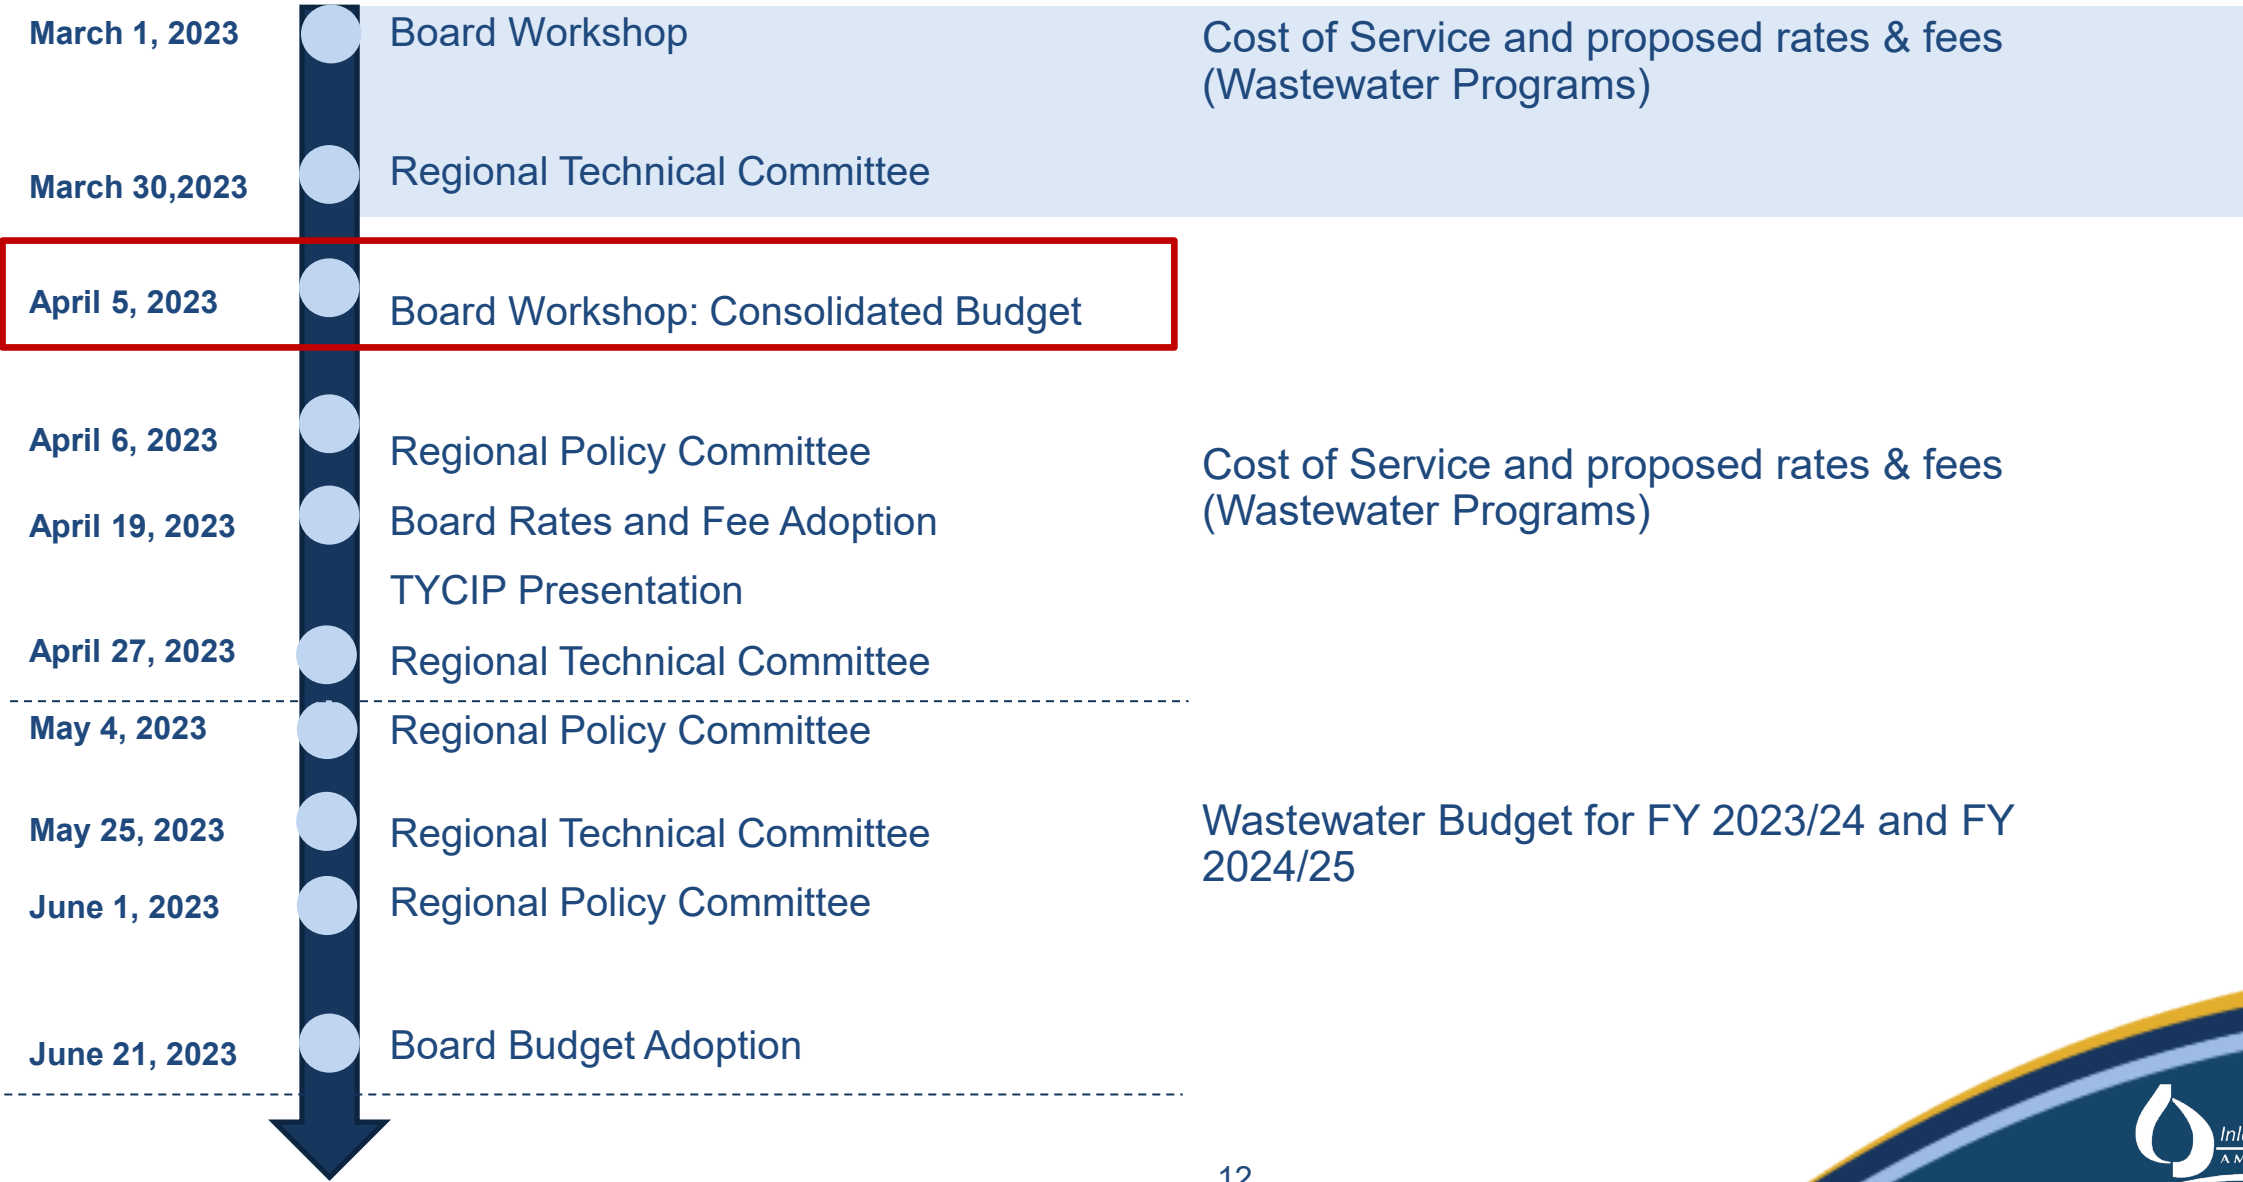 March 1, 2023
Board Workshop
Cost of Service and proposed rates & fees
(Wastewater Programs)
March 30,2023
Regional Technical Committee
April 5, 2023
Board Workshop: Consolidated Budget
April 6, 2023
Regional Policy Committee
Cost of Service and proposed rates & fees
(Wastewater Programs)
April 19, 2023
Board Rates and Fee Adoption
TYCIP Presentation
April 27, 2023
Regional Technical Committee
May 4, 2023
Regional Policy Committee
May 25, 2023
Regional Technical Committee
Wastewater Budget for FY 2023/24 and FY
2024/25
June 1, 2023
Regional Policy Committee
June 21, 2023
Board Budget Adoption
12